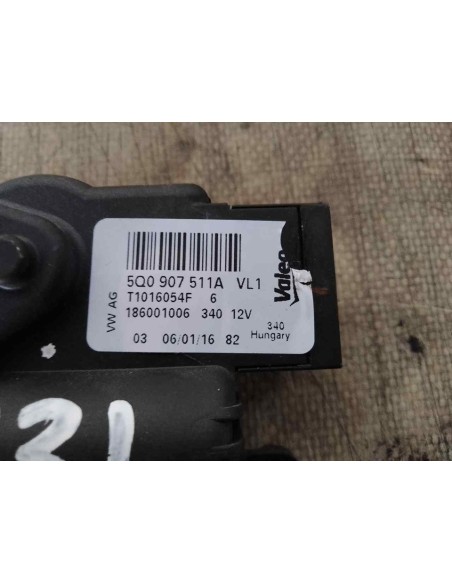 5Q0 907 511A VL1
T1016054F 6
186001006 340 12V
03 06/01/16 82
VW AG
Valeo
340
Hungary